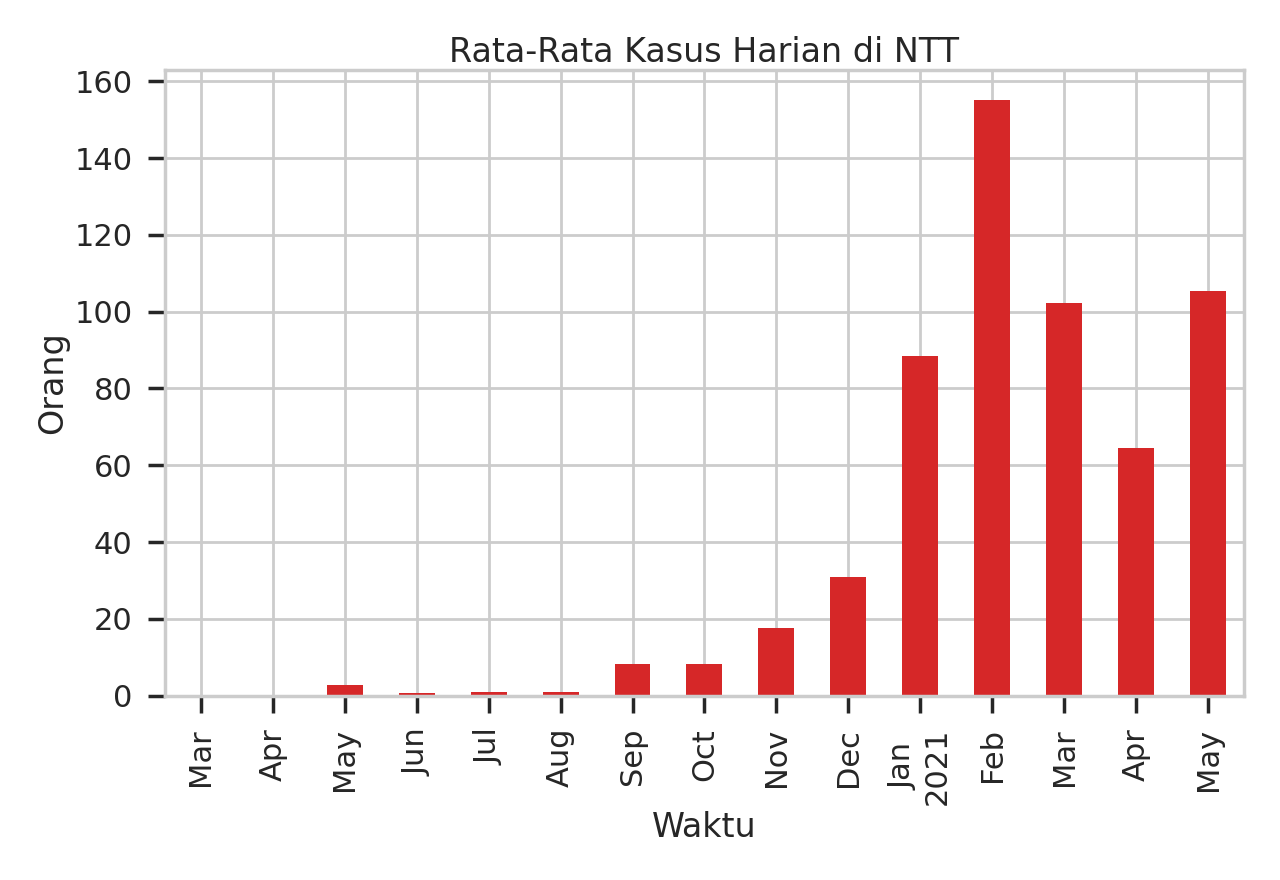 Rata-Rata Kasus Harian di NTT
160
140
120
100
80
60
40
20
0
Orang
Mar
Apr
May
Jun
Jul
Aug
Sep
Oct
Nov
Dec
Jan
2021
Feb
Mar
Apr
May
Waktu